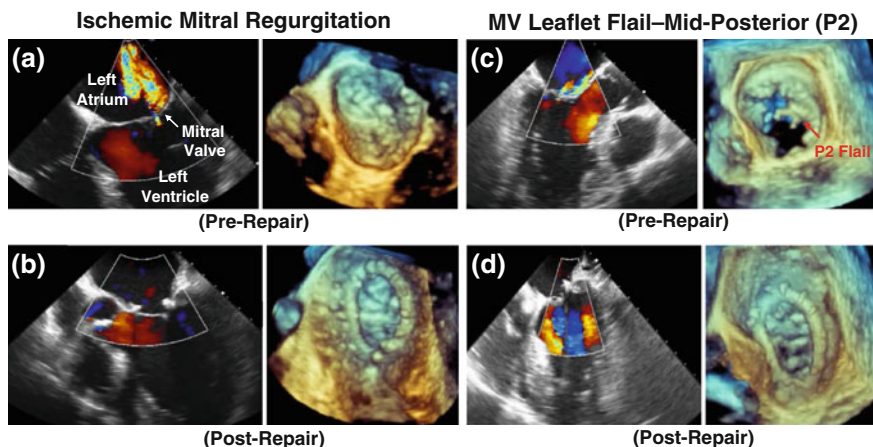 Ischemic Mitral Regurgitation
MV Leaflet Flail–Mid-Posterior (P2)
(a)
Left
Atrium
Mitral
Valve
Left
Ventricle
(c)
P2 Flail
(Pre-Repair)
(Pre-Repair)
(b)
(d)
(Post-Repair)
(Post-Repair)